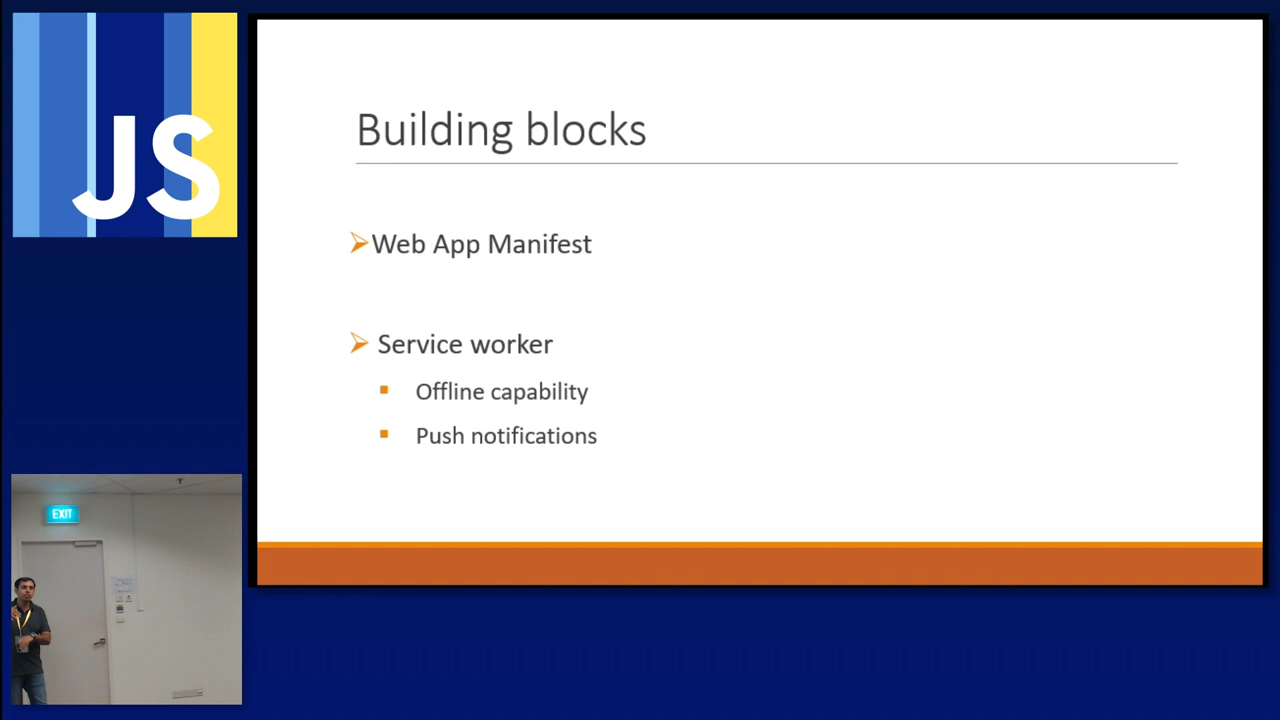 JS
Building blocks
Web App Manifest
Service worker
Offline capability
Push notifications
EXIT